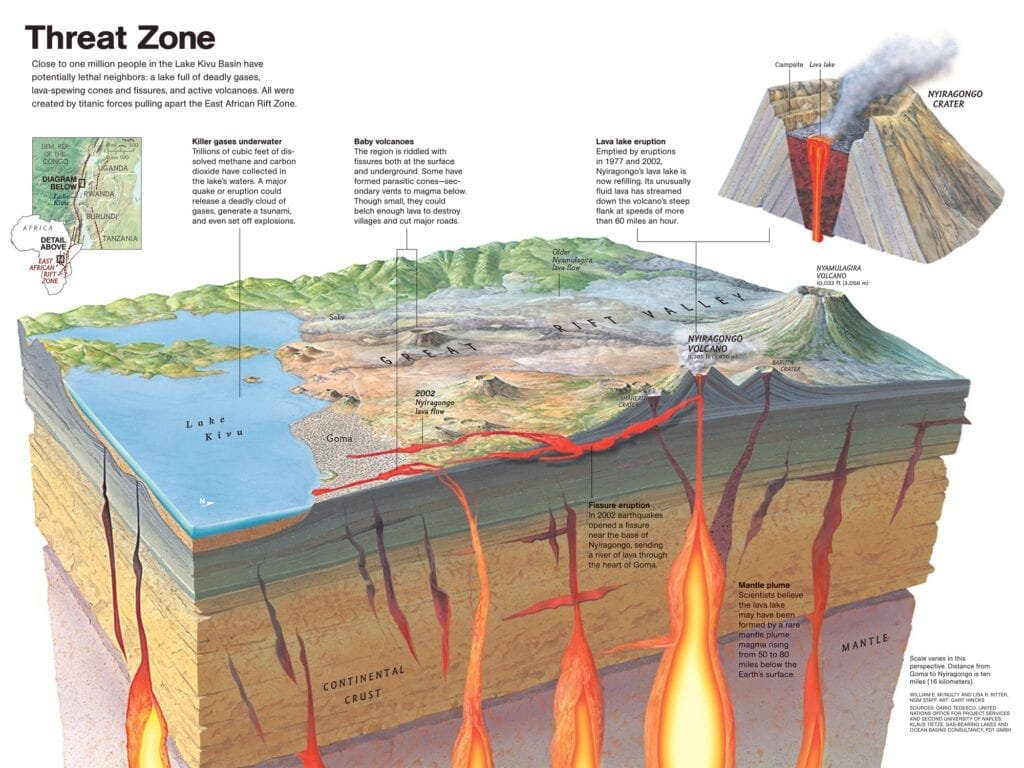 Threat Zone
Close to one million people in the Lake Kivu Basin have
potentially lethal neighbors: a lake full of deadly gases,
lava-spewing cones and fissures, and active volcanoes. All were
created by titanic forces pulling apart the East African Rift Zone.
Campsite Lava lake
NYIRAGONGO
CRATER
DEM. REP.
OF THE
CONGO
UGANDA
DIAGRAM
BELOW
Lake
Kivu
RWANDA
BURUNDI
TANZANIA
AFRICA
DETAIL
ABOVE
EAST
AFRICAN
RIFT
ZONE
Killer gases underwater
Trillions of cubic feet of dis-
solved methane and carbon
dioxide have collected in
the lake's waters. A major
quake or eruption could
release a deadly cloud of
gases, generate a tsunami,
and even set off explosions.
Baby volcanoes
The region is riddled with
fissures both at the surface
and underground. Some have
formed parasitic cones—sec-
ondary vents to magma below.
Though small, they could
belch enough lava to destroy
villages and cut major roads.
Lava lake eruption
Emptied by eruptions
in 1977 and 2002,
Nyiragongo's lava lake is
now refilling. Its unusually
fluid lava has streamed
down the volcano's steep
flank at speeds of more
than 60 miles an hour.
Older
Nyamulagira
lava flow
NYAMULAGIRA
VOLCANO
10,033 ft (3,058 m)
Sake
GREAT RIFT VALLEY
NYIRAGONGO
VOLCANO
BARUTA
CRATER
SHAHERU
CRATER
2002
Nyiragongo
lava flow
Lake
Kivu
Goma
N
Fissure eruption
In 2002 earthquakes
opened a fissure
near the base of
Nyiragongo, sending
a river of lava through
the heart of Goma.
Mantle plume
Scientists believe
the lava lake
may have been
formed by a rare
mantle plume:
magma rising
from 50 to 80
miles below the
Earth's surface.
CONTINENTAL
CRUST
MANTLE
Scale varies in this
perspective. Distance from
Goma to Nyiragongo is ten
miles (16 kilometers).
WILLIAM E. MCNULTY AND LISA R. RITTER,
NGM STAFF. ART: GARY HINCKS
SOURCES: DARIO TEDESCO, UNITED
NATIONS OFFICE FOR PROJECT SERVICES
AND SECOND UNIVERSITY OF NAPLES,
KLAUS TIETZE, GAS-BEARING LAKES AND
OCEAN BASINS CONSULTANCY, PDT GMBH